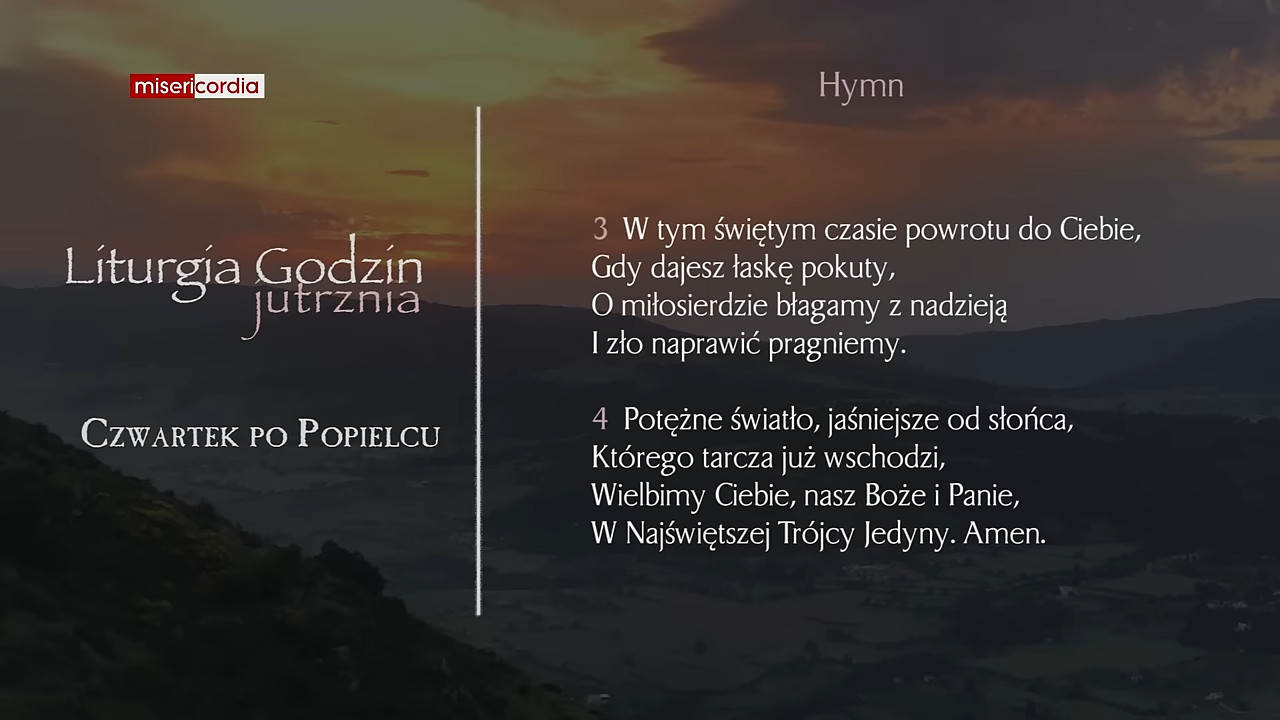 misericordia
Liturgia Godzin
jutrznia
Czwartek po Popielcu
Hymn
3 W tym świętym czasie powrotu do Ciebie,
Gdy dajesz łaskę pokuty,
O miłosierdzie błagamy z nadzieją
I zło naprawić pragniemy.
4 Potężne światło, jaśniejsze od słońca,
Którego tarcza już wschodzi,
Wielbimy Ciebie, nasz Boże i Panie,
W Najświętszej Trójcy Jedyny. Amen.